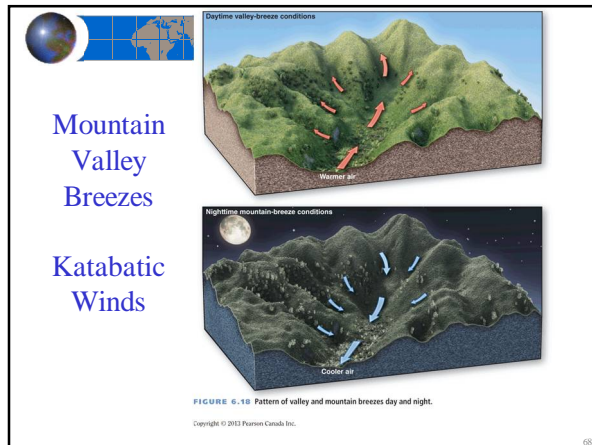 Mountain
Valley
Breezes
Katabatic
Winds
Daytime valley-breeze conditions
Warmer air
Nighttime mountain-breeze conditions
Cooler air
FIGURE 6.18 Pattern of valley and mountain breezes day and night.
Copyright © 2013 Pearson Canada Inc.
68